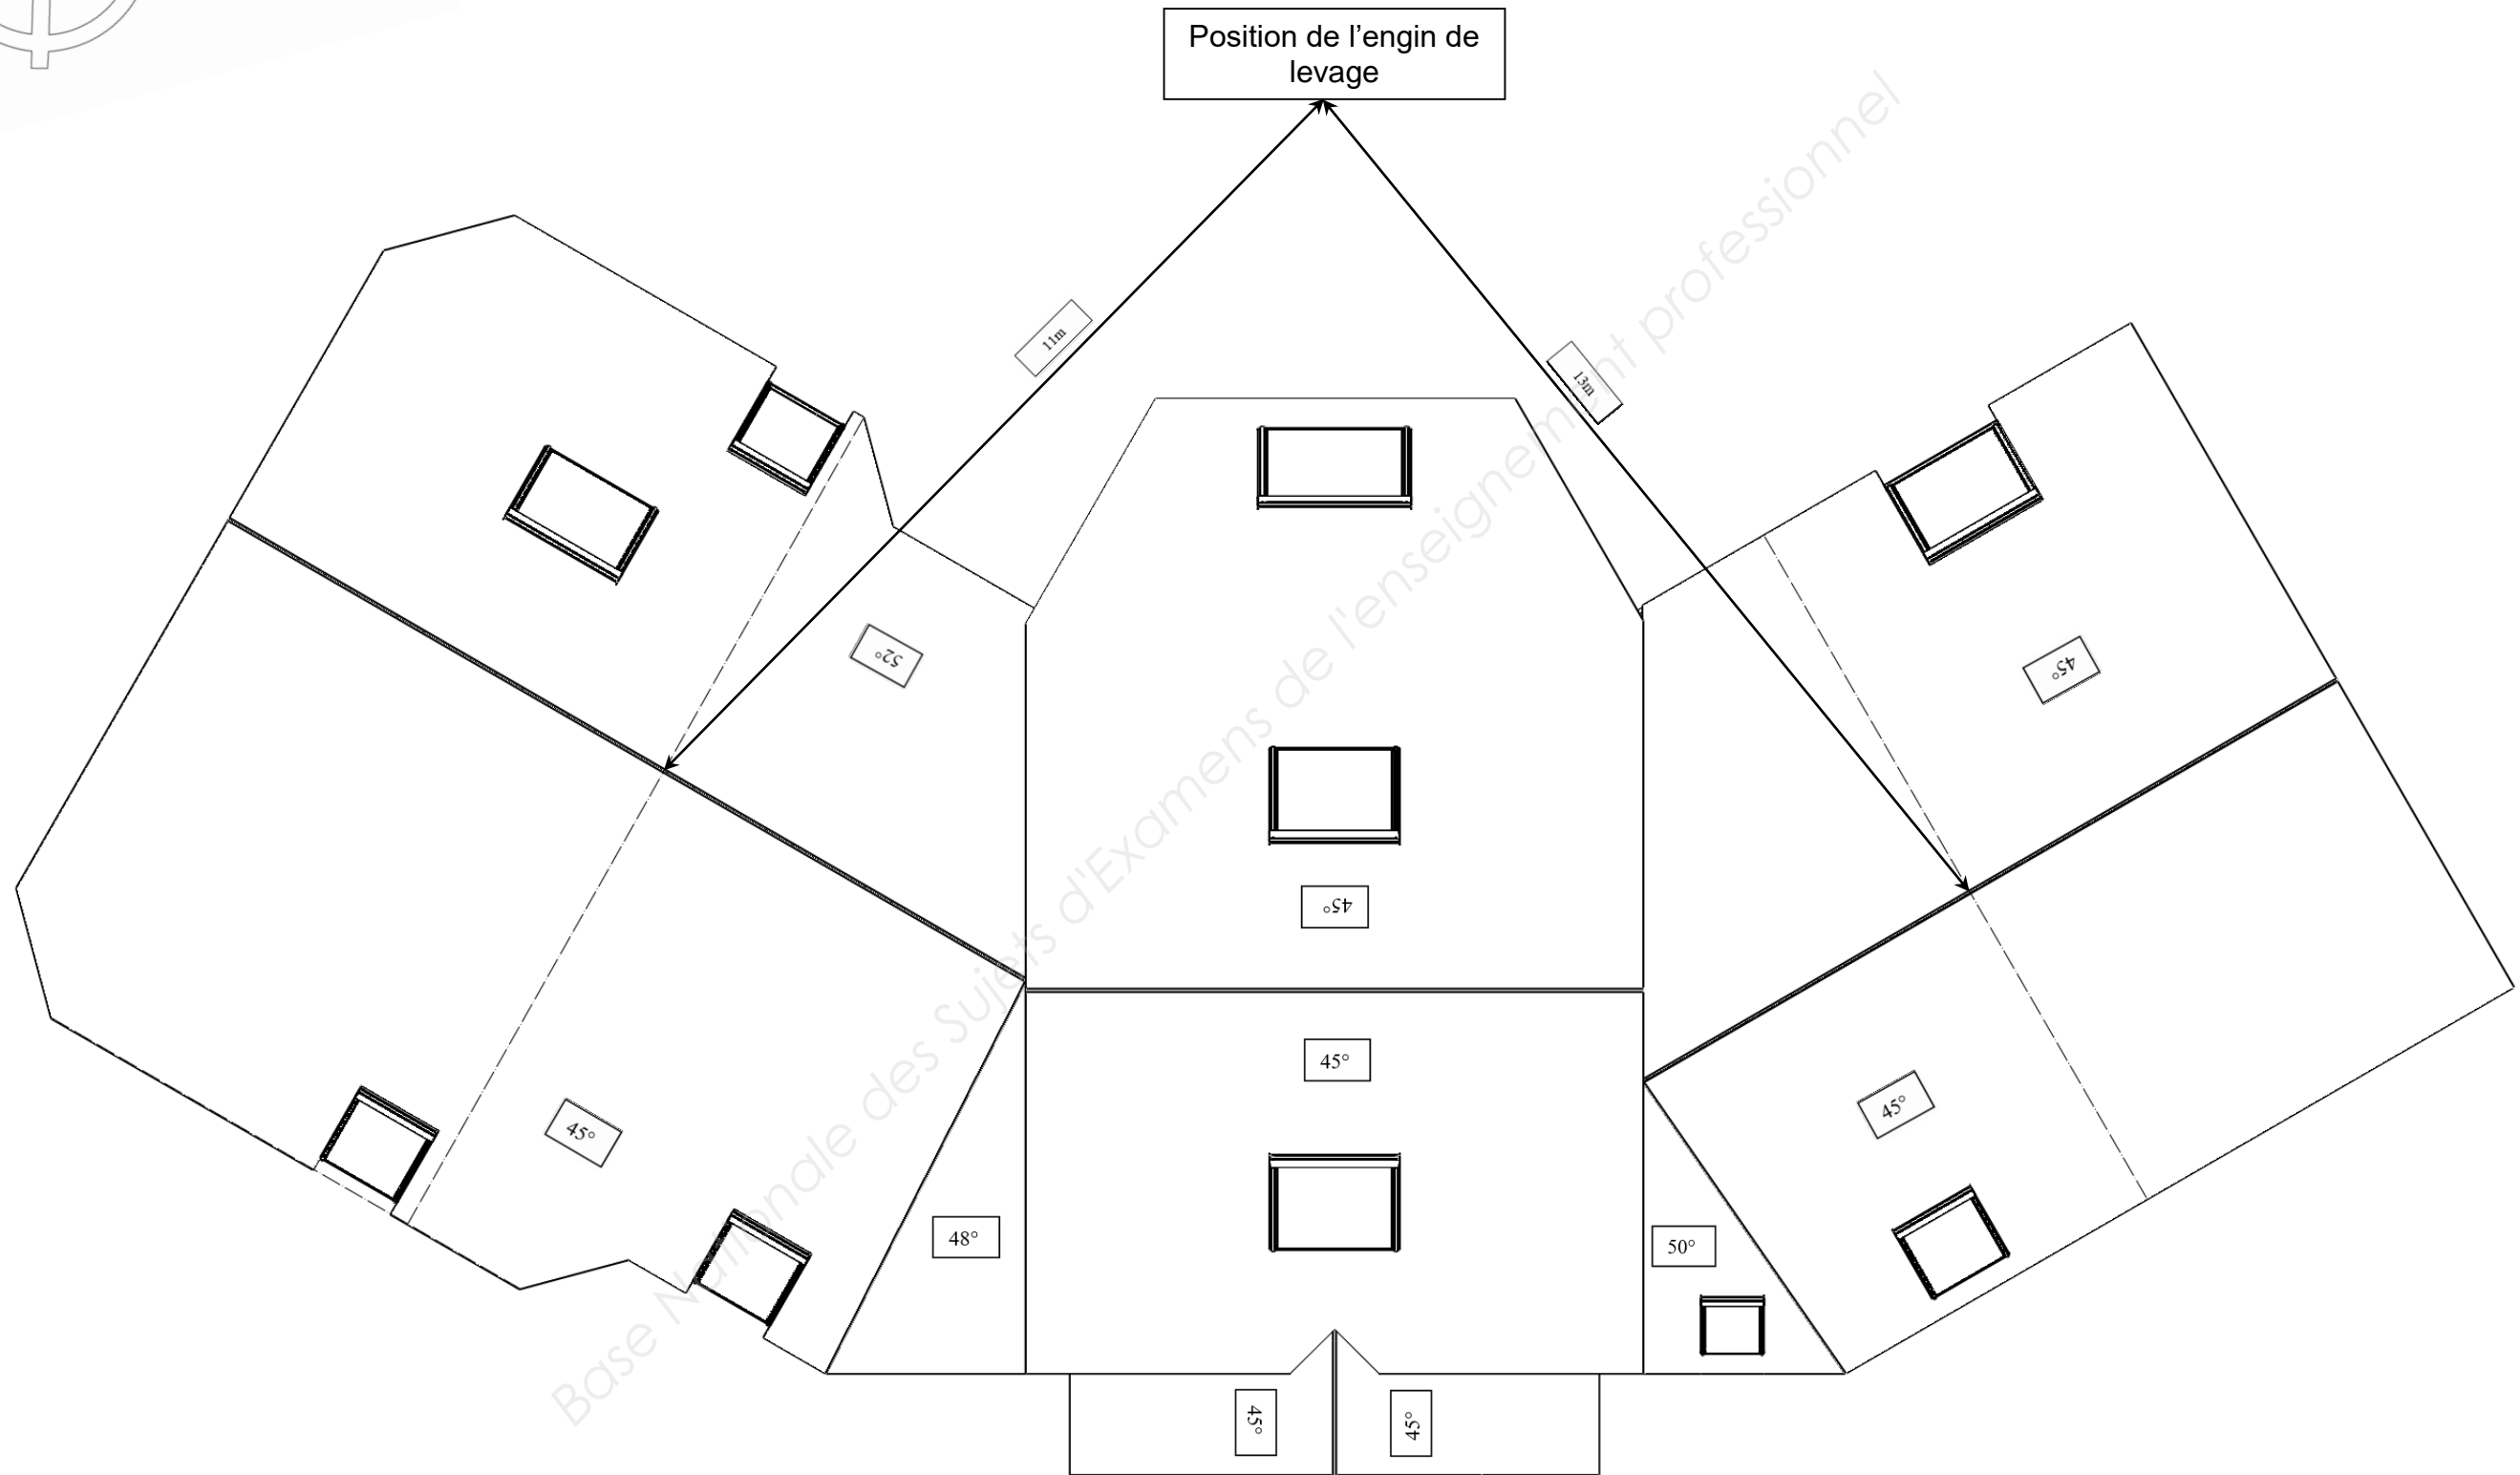 Position de l’engin de
levage
11m
13m
52°
45°
45°
45°
45°
45°
48°
50°
45°
45°
Base Nationale des Sujets d'Examens de l'enseignement professionnel